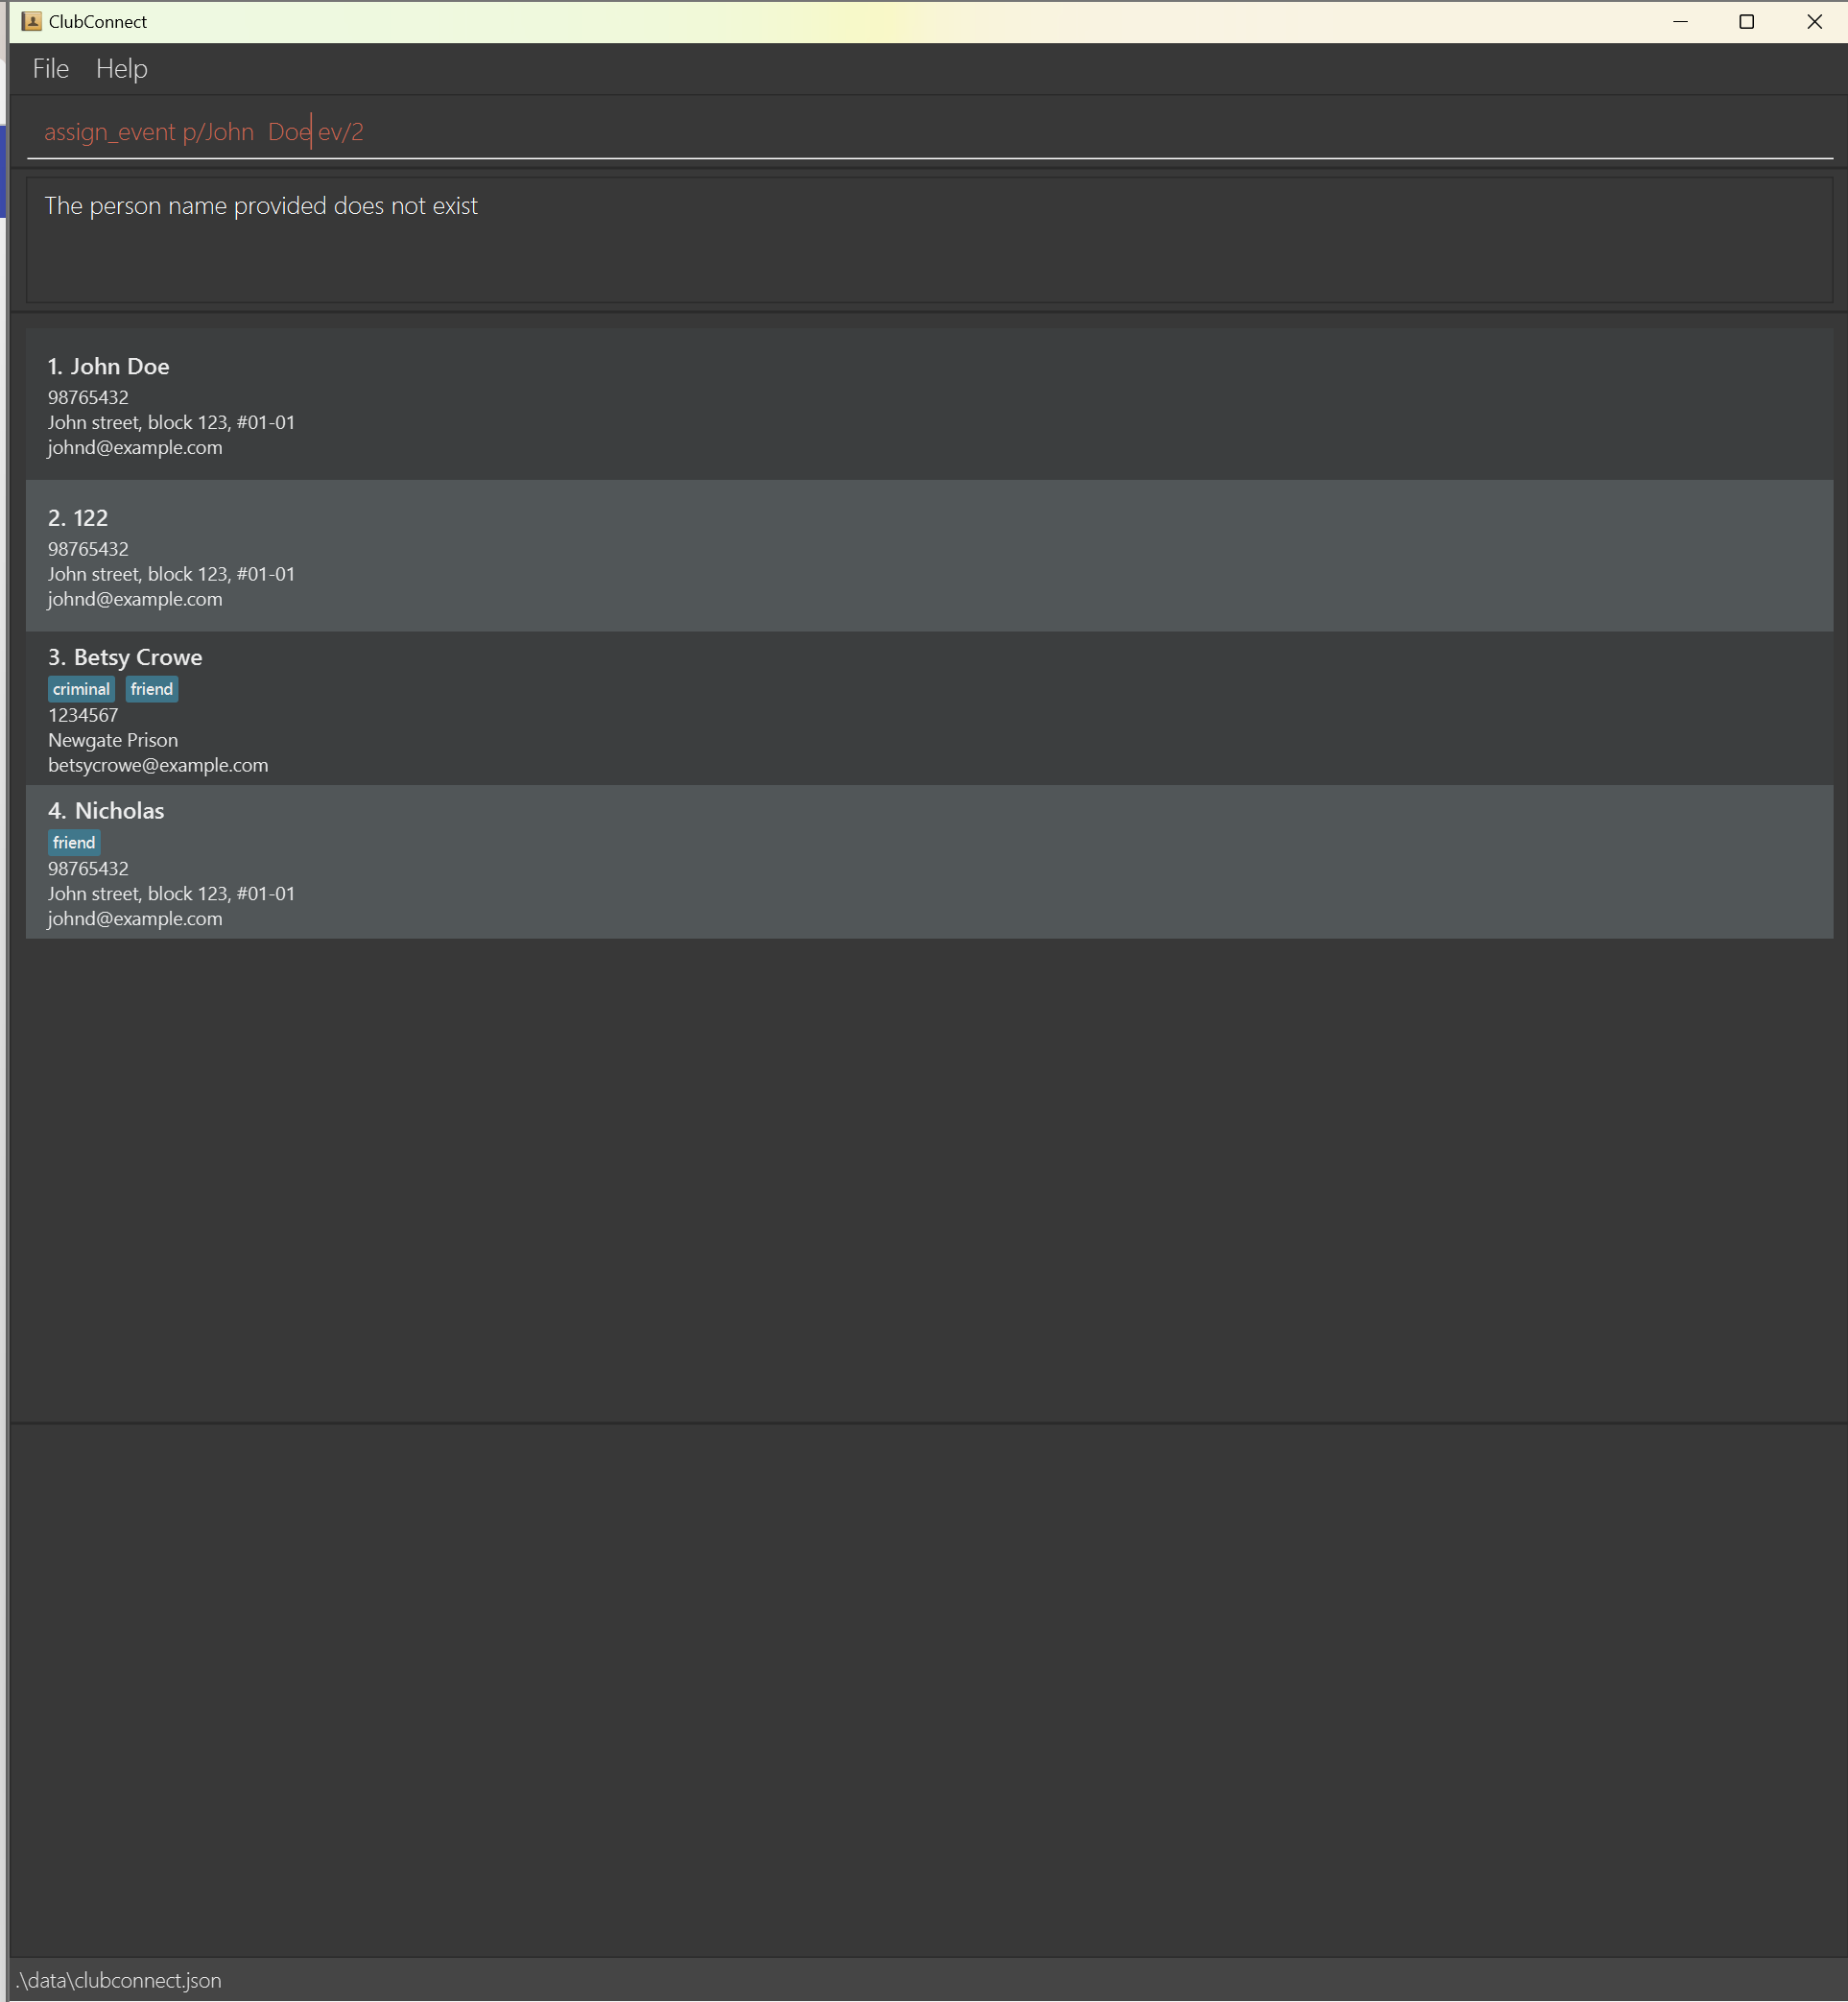 ClubConnect
File Help
assign_event p/John  Doe ev/2
The person name provided does not exist
1. John Doe
98765432
John street, block 123, #01-01
johnd@example.com
2. 122
98765432
John street, block 123, #01-01
johnd@example.com
3. Betsy Crowe
criminal friend
1234567
Newgate Prison
betsycrowe@example.com
4. Nicholas
friend
98765432
John street, block 123, #01-01
johnd@example.com
.\data\clubconnect.json